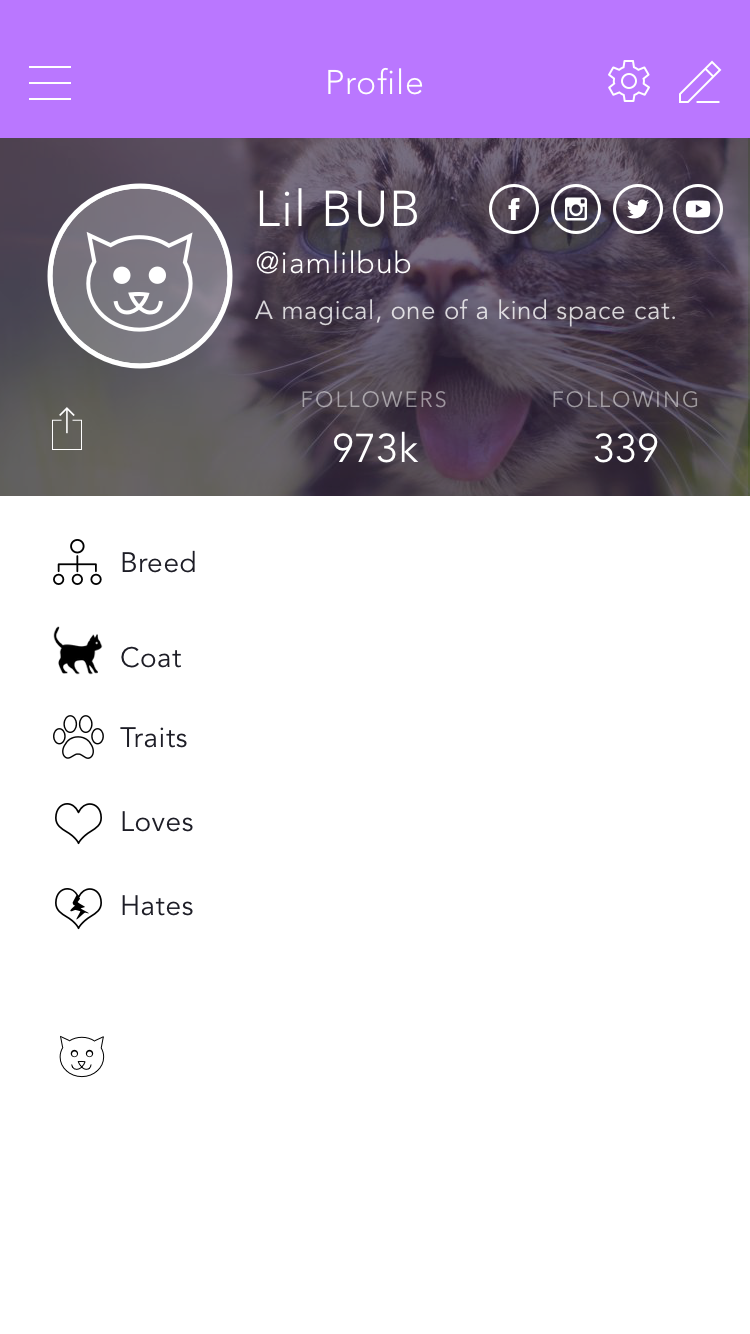 Profile
Lil BUB
@iamlilbub
A magical, one of a kind space cat.
FOLLOWERS FOLLOWING
973k 339
Breed
Coat
Traits
Loves
Hates